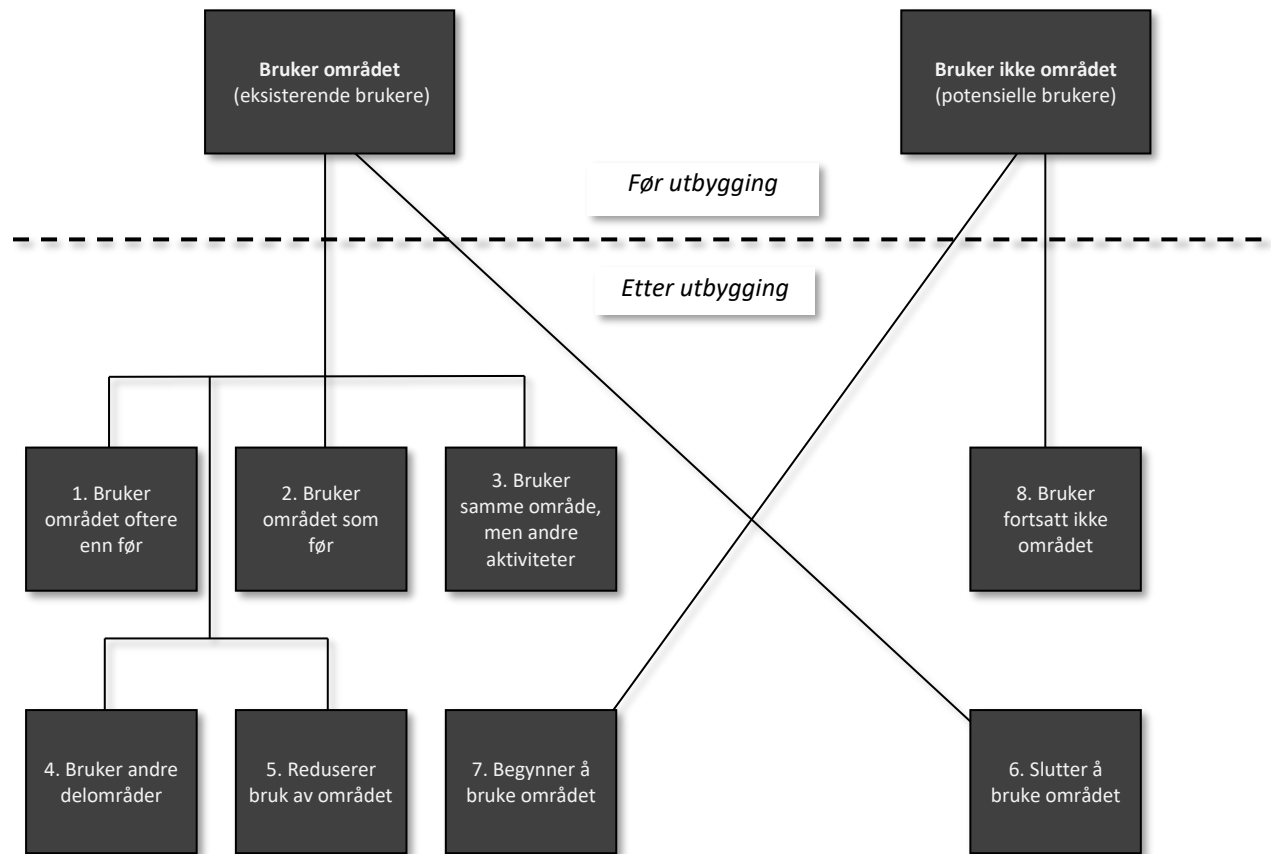 Bruker området
(eksisterende brukere)
Bruker ikke området
(potensielle brukere)
Før utbygging
Etter utbygging
1. Bruker
området oftere
enn før
2. Bruker
området som
før
3. Bruker
samme område,
men andre
aktiviteter
8. Bruker
fortsatt ikke
området
4. Bruker andre
delområder
5. Reduserer
bruk av området
7. Begynner å
bruke området
6. Slutter å
bruke området